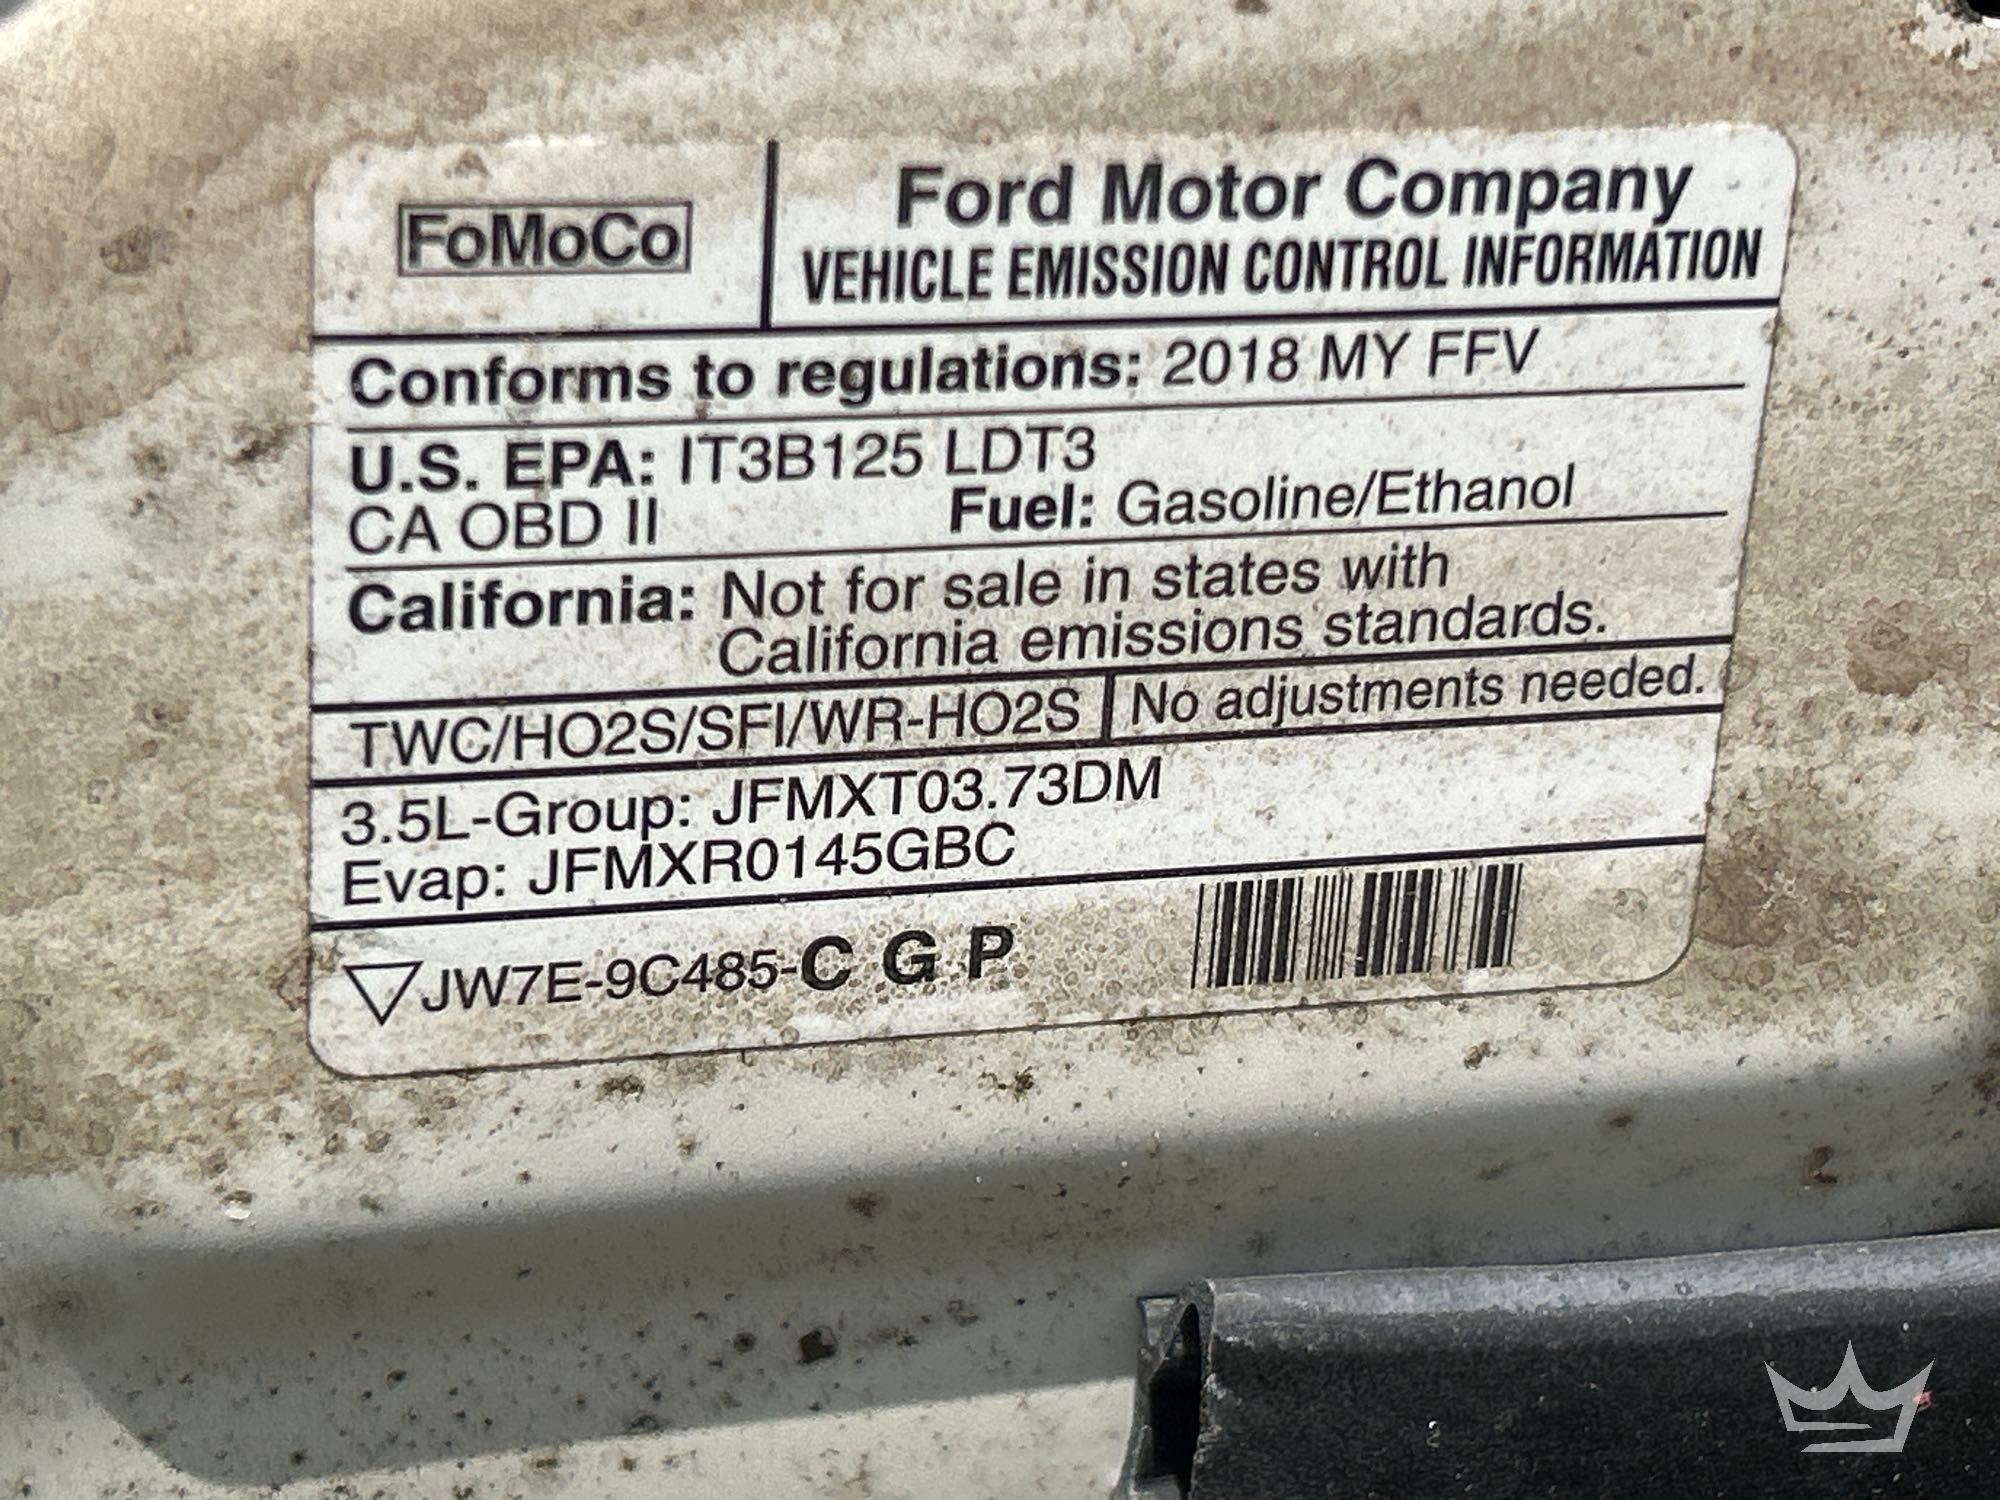 FoMoCo
Ford Motor Company
VEHICLE EMISSION CONTROL INFORMATION
Conforms to regulations: 2018 MY FFV
U.S. EPA: IT3B125 LDT3
CA OBD II Fuel: Gasoline/Ethanol
California: Not for sale in states with
California emissions standards.
TWC/HO2S/SFI/WR-HO2S No adjustments needed.
3.5L-Group: JFMXT03.73DM
Evap: JFMXR0145GBC
JW7E-9C485-C G P